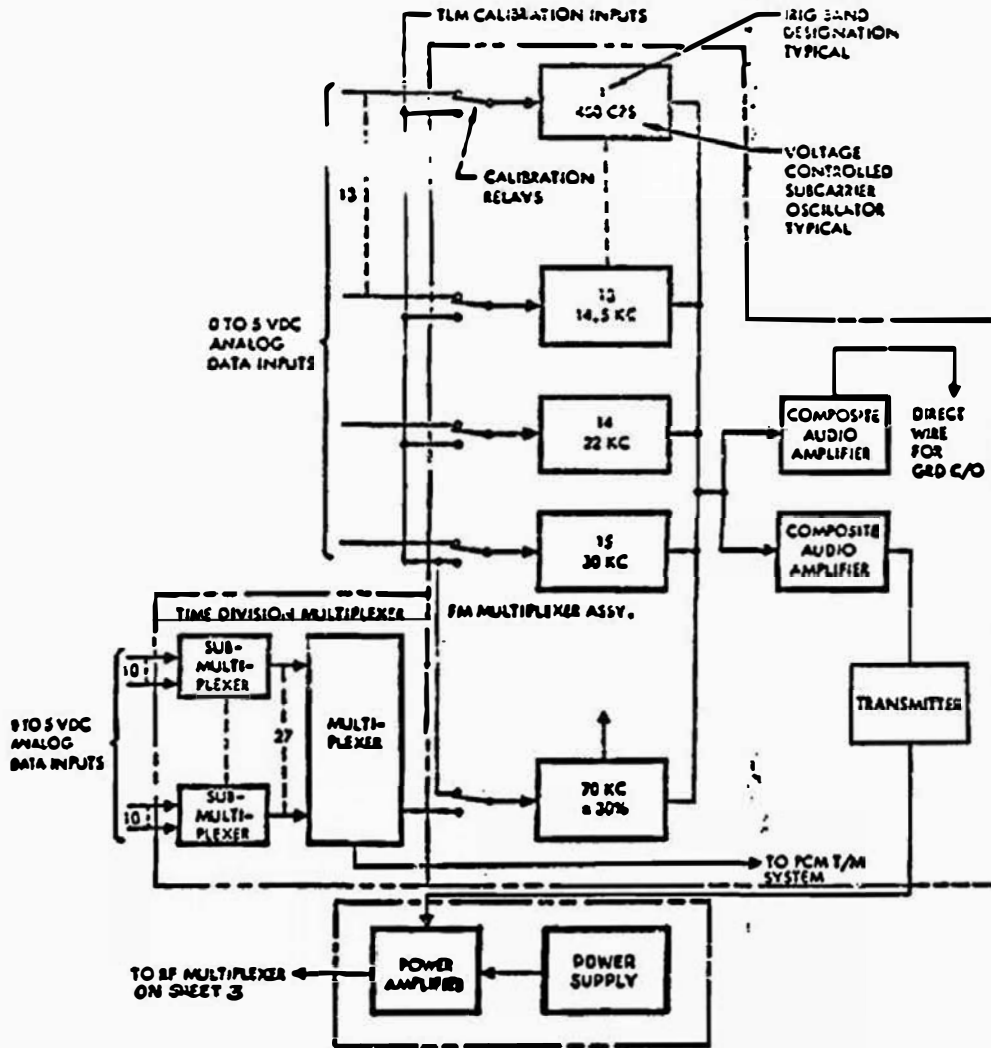 TLM CALIBRATION INPUTS
IRIG BAND
DESIGNATION
TYPICAL
VOLTAGE
CONTROLLED
SUBCARRIER
OSCILLATOR
TYPICAL
CALIBRATION
RELAYS
13
13
14.5 KC
0 TO 5 VDC
ANALOG
DATA INPUTS
14
22 KC
15
30 KC
COMPOSITE
AUDIO
AMPLIFIER
DIRECT
WIRE
FOR
GRD C/O
COMPOSITE
AUDIO
AMPLIFIER
TIME DIVISION MULTIPLEXER
FM MULTIPLEXER ASSY.
0 TO 5 VDC
ANALOG
DATA INPUTS
10
SUB-
MULTI-
PLEXER
27
MULTI-
PLEXER
10
SUB-
MULTI-
PLEXER
70 KC
30%
TRANSMITTER
TO PCM T/M
SYSTEM
TO RF MULTIPLEXER
ON SHEET 3
POWER
AMPLIFIER
POWER
SUPPLY